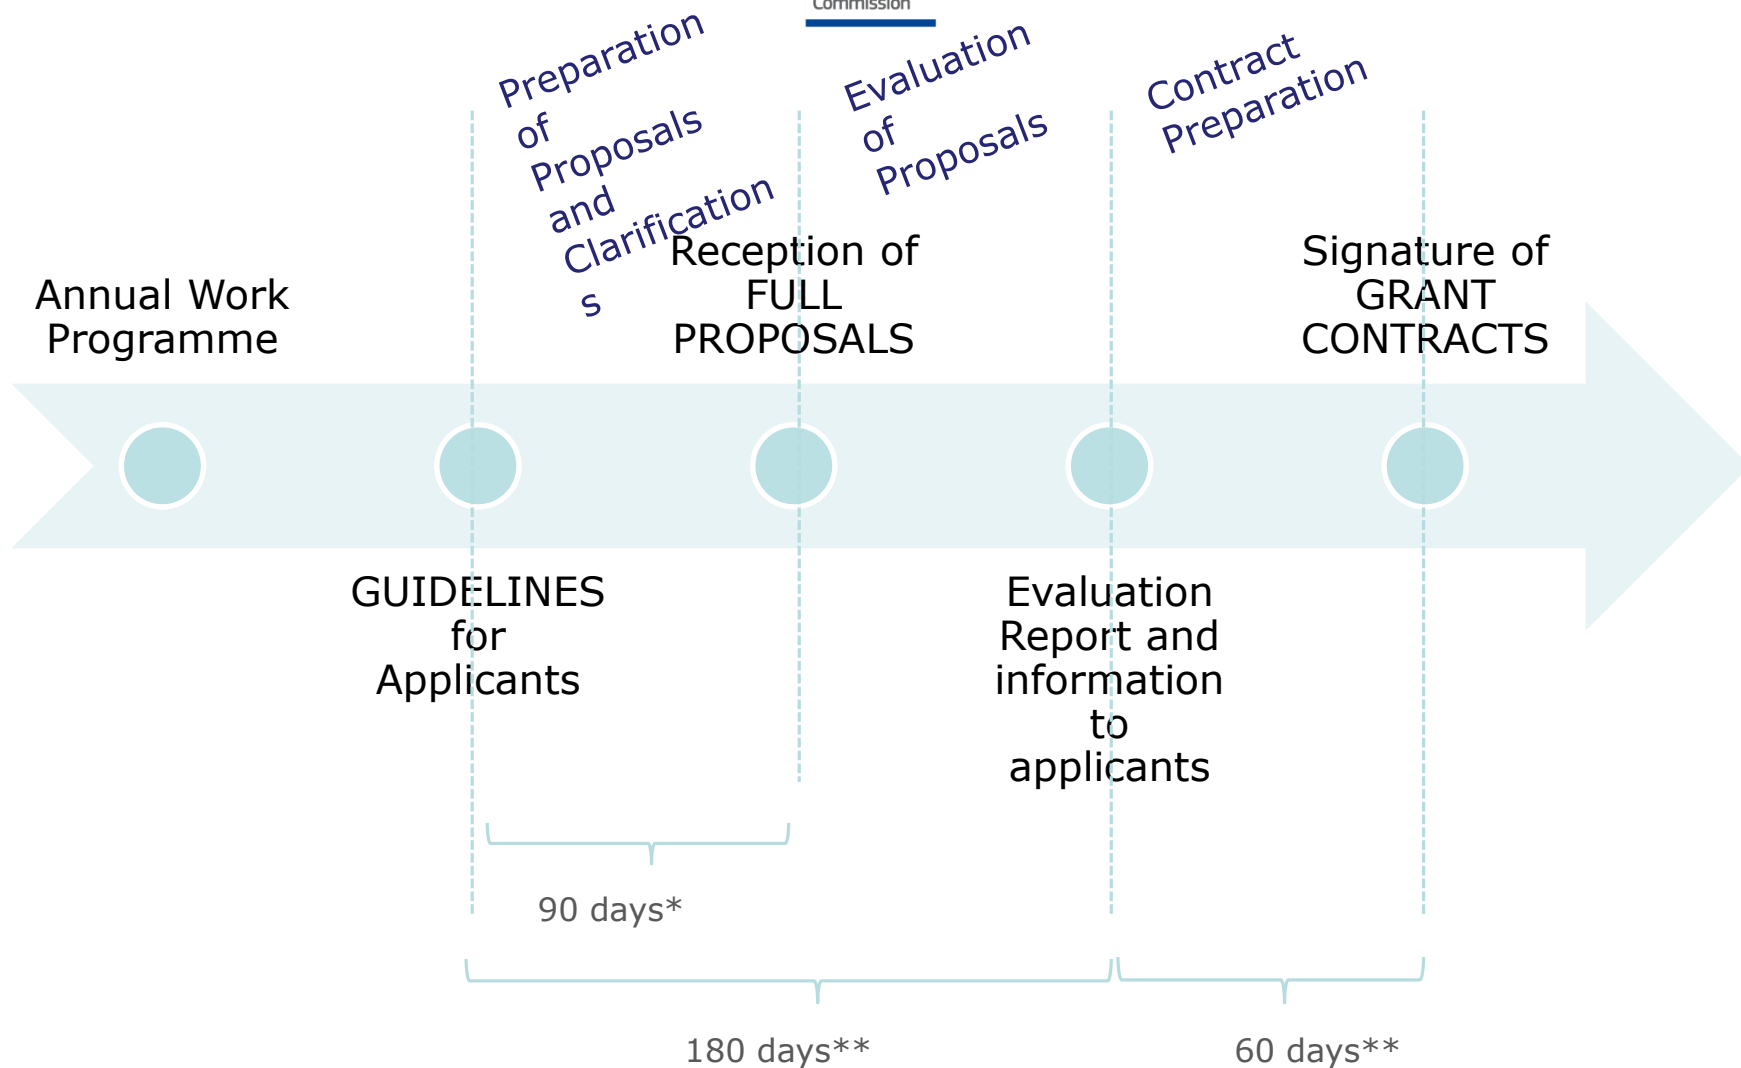 Commission
Preparation
of
Proposals
and
Clarification
s
Evaluation
of
Proposals
Contract
Preparation
Annual Work
Programme
Reception of
FULL
PROPOSALS
Signature of
GRANT
CONTRACTS
GUIDELINES
for
Applicants
Evaluation
Report and
information
to
applicants
90 days*
180 days**
60 days**